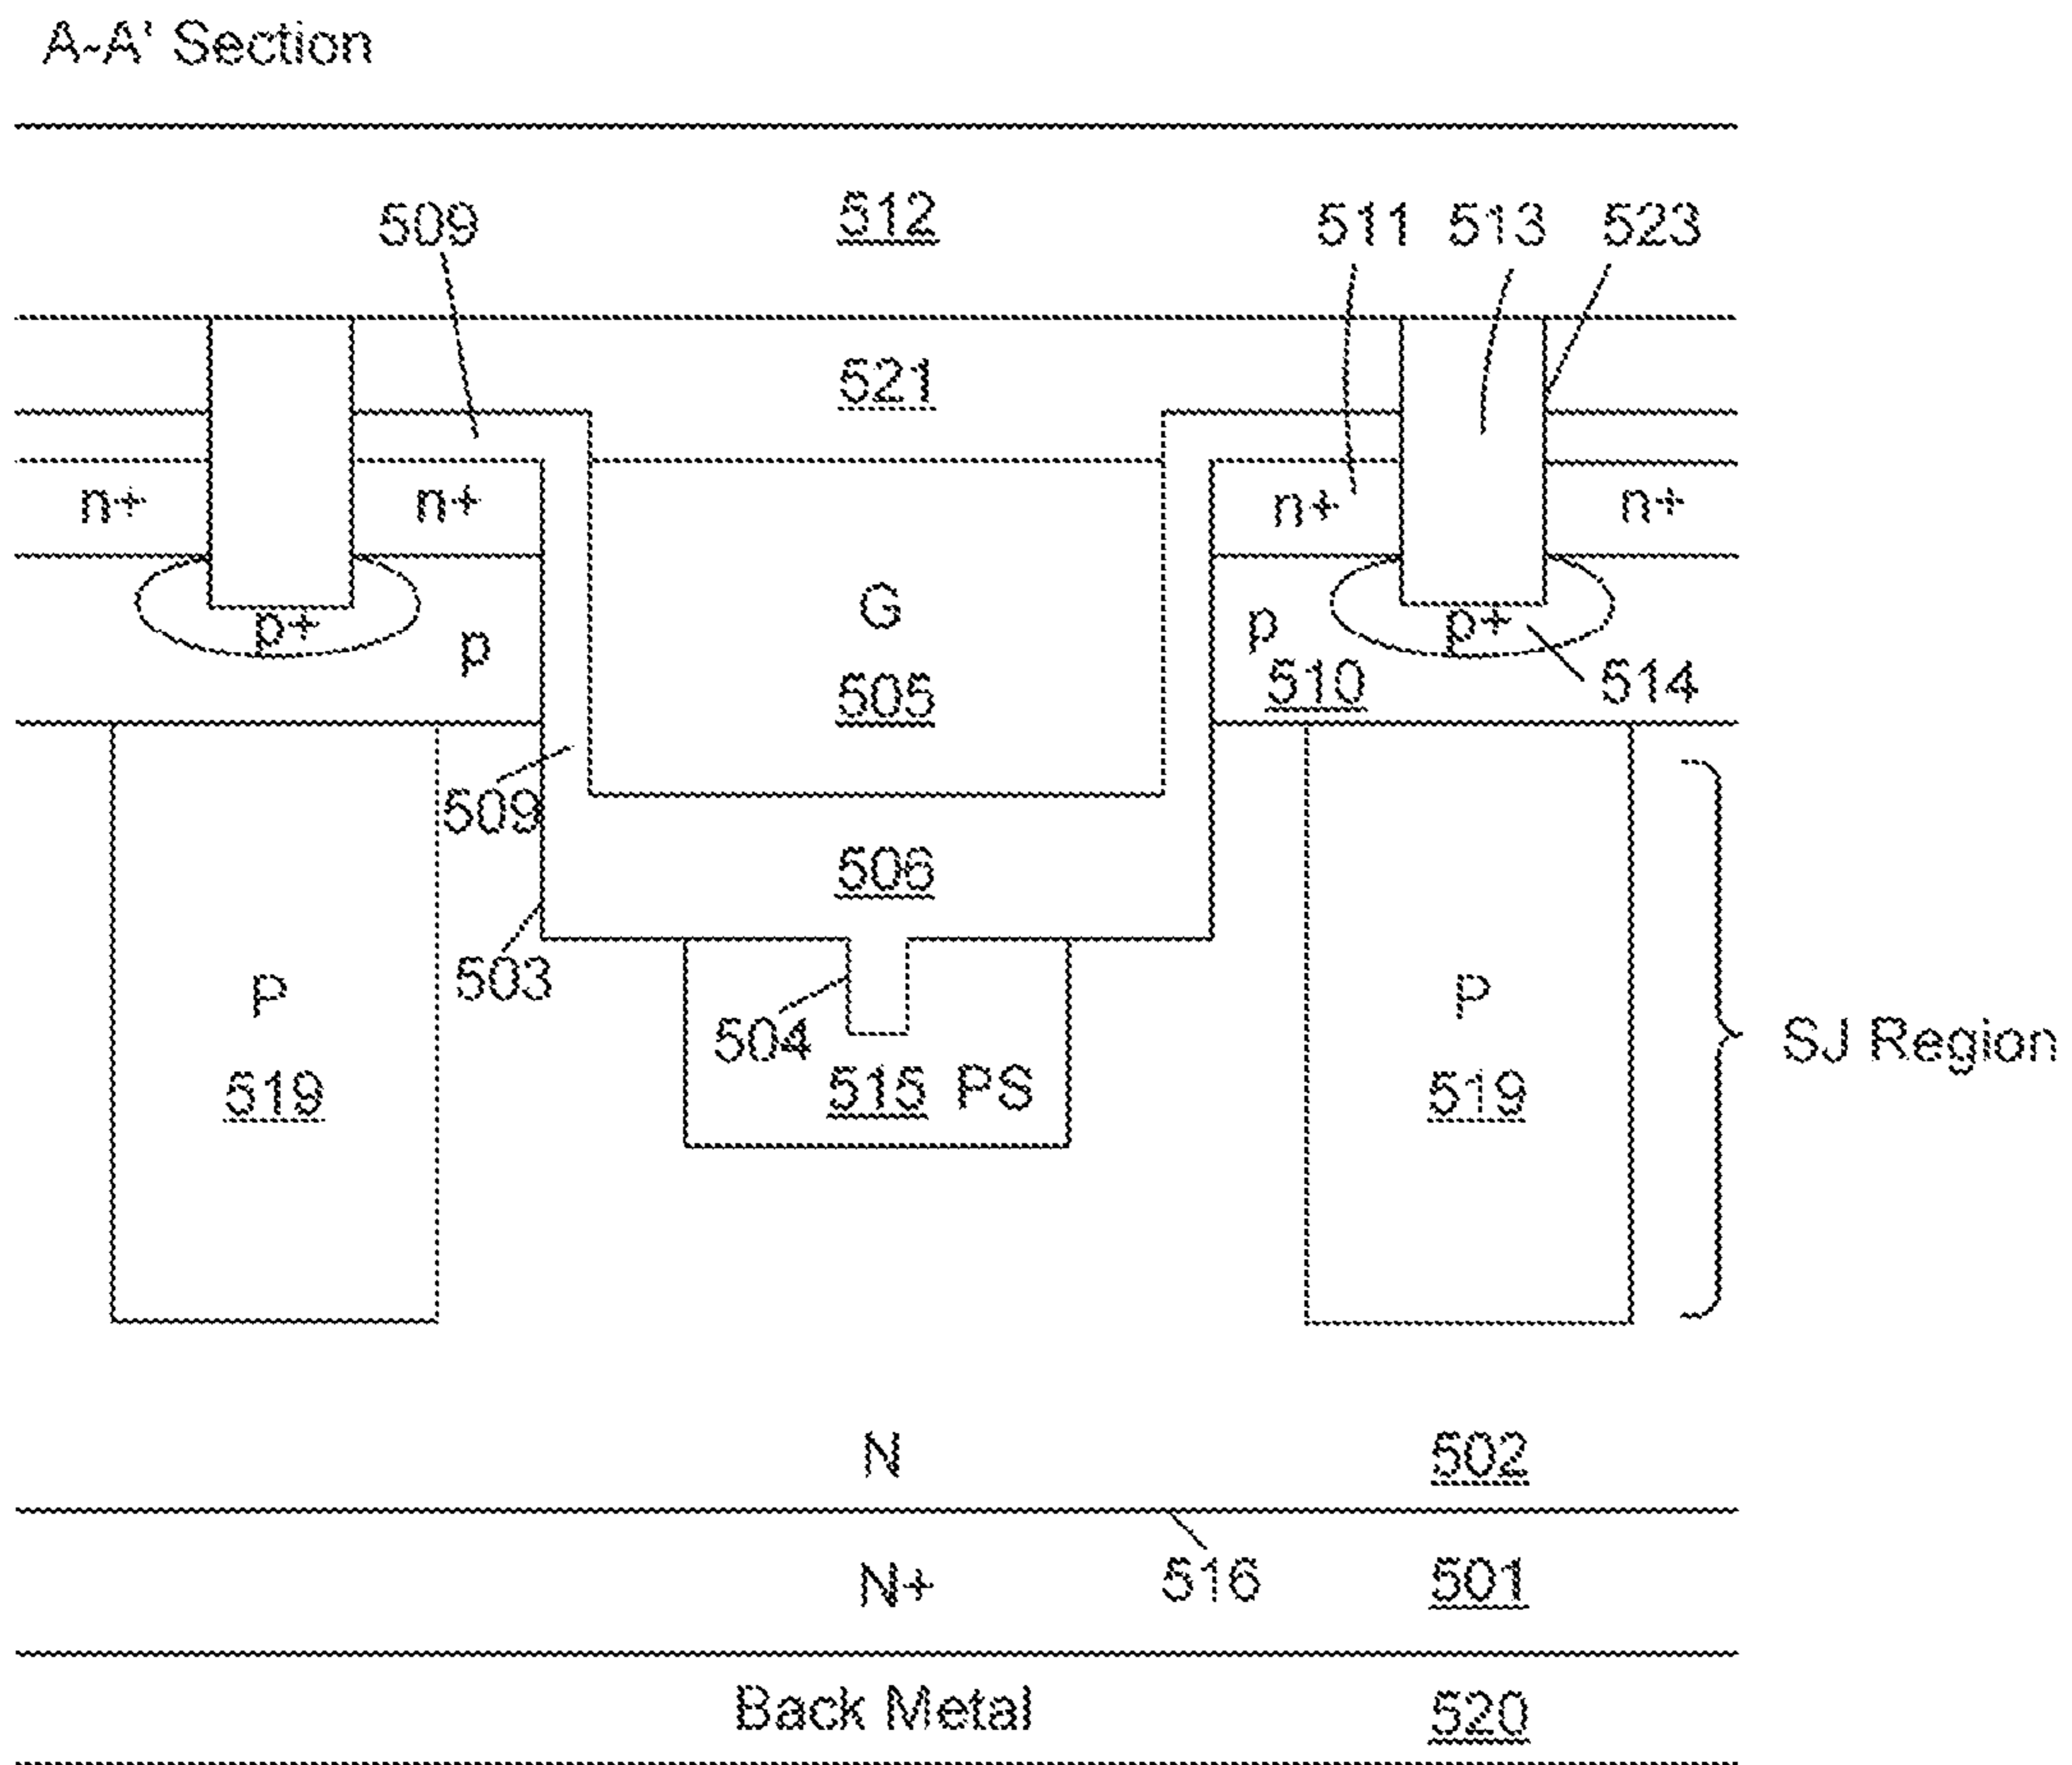 A-A' Section
509 512 511 513 523
521
n+ n+ n+ n+
G
p+ p p p+
505 510 514
509
506
503
P P
504
SJ Region
519 515 PS 519
N 502
N+ 516 501
Back Metal 520